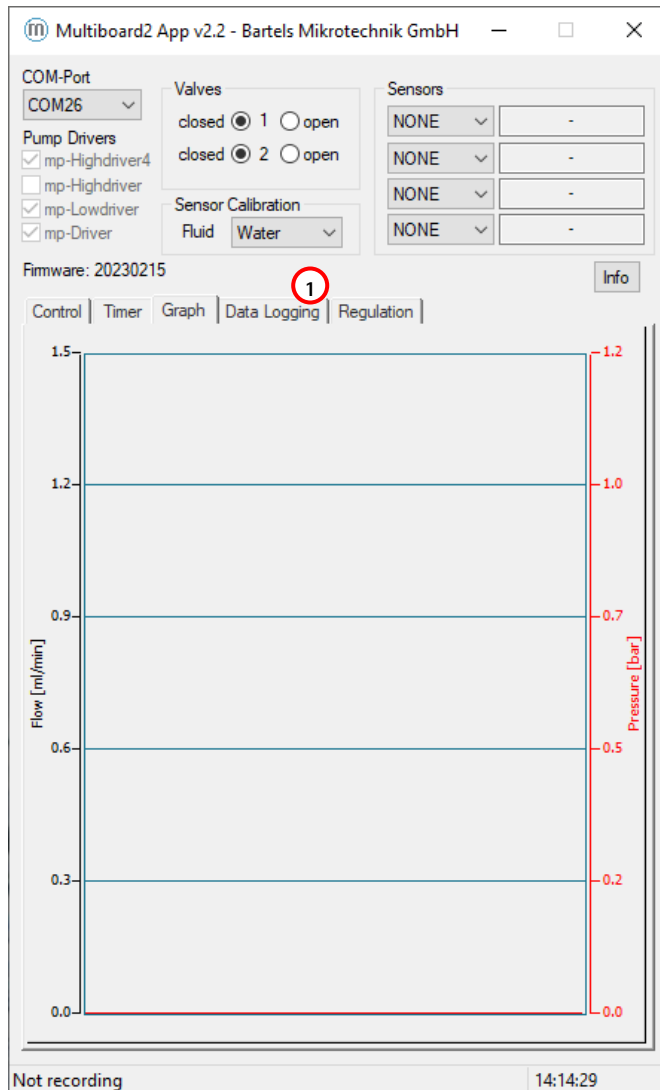 Multiboard2 App v2.2 - Bartels Mikrotechnik GmbH
COM-Port
COM26
Pump Drivers
mp-Highdriver4
mp-Highdriver
mp-Lowdriver
mp-Driver
Valves
closed 1 open
closed 2 open
Sensor Calibration
Fluid Water
Sensors
NONE -
NONE -
NONE -
NONE -
Firmware: 20230215
Info
1
Control Timer Graph Data Logging Regulation
1.5 1.2
1.2 1.0
0.9 0.7
Flow [ml/min]
Pressure [bar]
0.6 0.5
0.3 0.2
0.0 0.0
Not recording 14:14:29